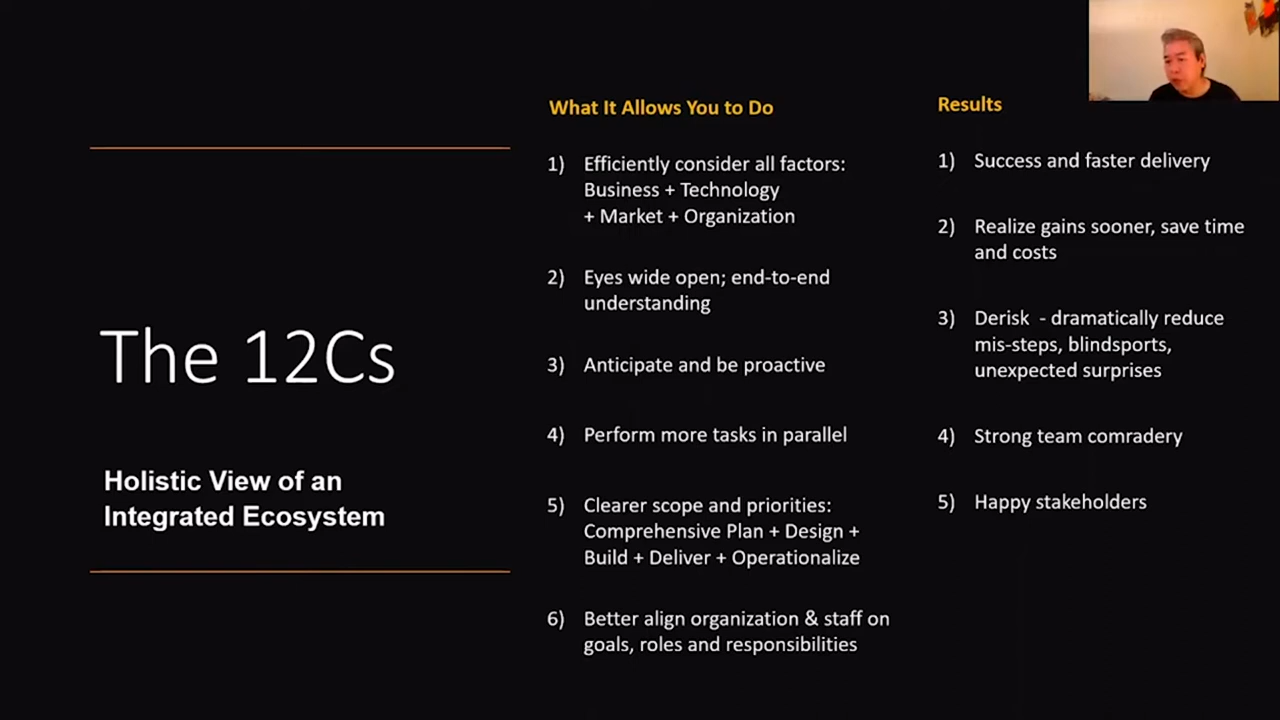 The 12Cs
Holistic View of an
Integrated Ecosystem
What It Allows You to Do
1) Efficiently consider all factors:
Business + Technology
+ Market + Organization
2) Eyes wide open; end-to-end
understanding
3) Anticipate and be proactive
4) Perform more tasks in parallel
5) Clearer scope and priorities:
Comprehensive Plan + Design +
Build + Deliver + Operationalize
6) Better align organization & staff on
goals, roles and responsibilities
Results
1) Success and faster delivery
2) Realize gains sooner, save time
and costs
3) Derisk - dramatically reduce
mis-steps, blindsports,
unexpected surprises
4) Strong team comradery
5) Happy stakeholders